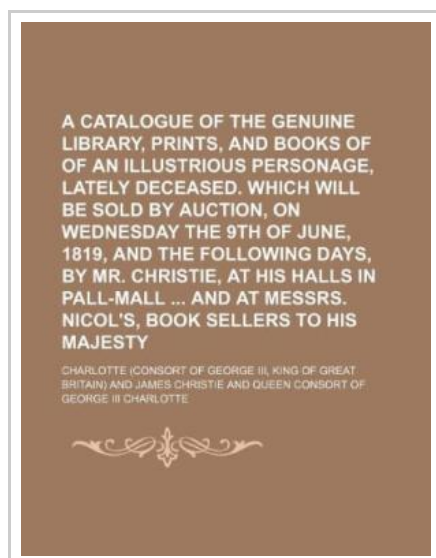 A CATALOGUE OF THE GENUINE
LIBRARY, PRINTS, AND BOOKS OF
OF AN ILLUSTRIOUS PERSONAGE,
LATELY DECEASED. WHICH WILL
BE SOLD BY AUCTION, ON
WEDNESDAY THE 9TH OF JUNE,
1819, AND THE FOLLOWING DAYS,
BY MR. CHRISTIE, AT HIS HALLS IN
PALL-MALL ... AND AT MESSRS.
NICOL'S, BOOK SELLERS TO HIS
MAJESTY
CHARLOTTE (CONSORT OF GEORGE III, KING OF GREAT
BRITAIN) AND JAMES CHRISTIE AND QUEEN CONSORT OF
GEORGE III CHARLOTTE